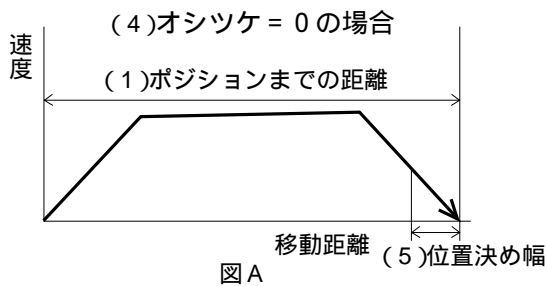 (4)オシツケ = 0の場合
速度
(1)ポジションまでの距離
移動距離
(5)位置決め幅
図A